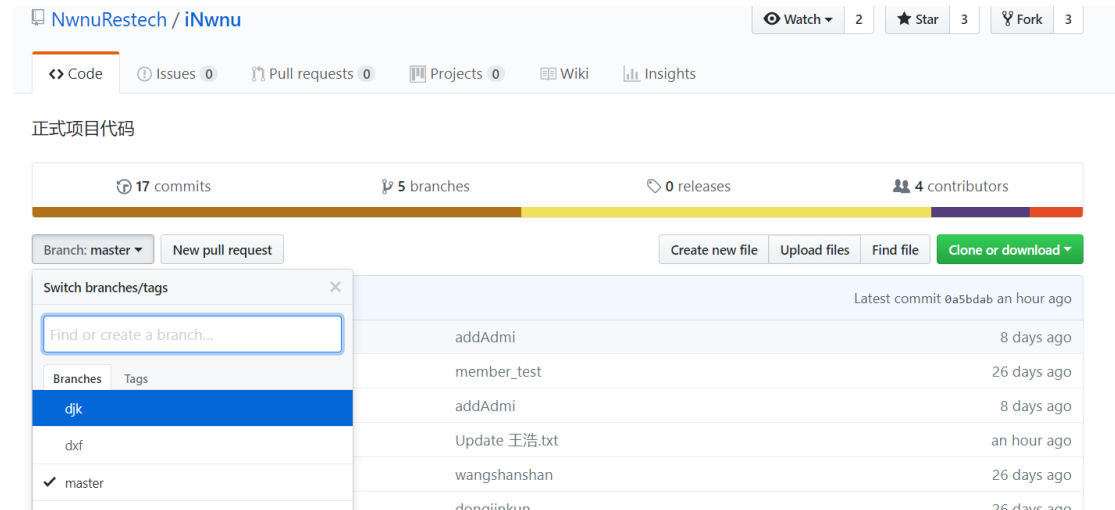 NwnuRestech / iNwnu
Watch 2 Star 3 Fork 3
Code Issues 0 Pull requests 0 Projects 0 Wiki Insights
正式项目代码
17 commits 5 branches 0 releases 4 contributors
Branch: master New pull request Create new file Upload files Find file Clone or download
Switch branches/tags
Latest commit 0a5bdab an hour ago
Find or create a branch...
addAdmi 8 days ago
Branches Tags
member_test 26 days ago
djk
addAdmi 8 days ago
dxf
Update 王浩.txt an hour ago
master
wangshanshan 26 days ago
dongjinkun 26 days ago